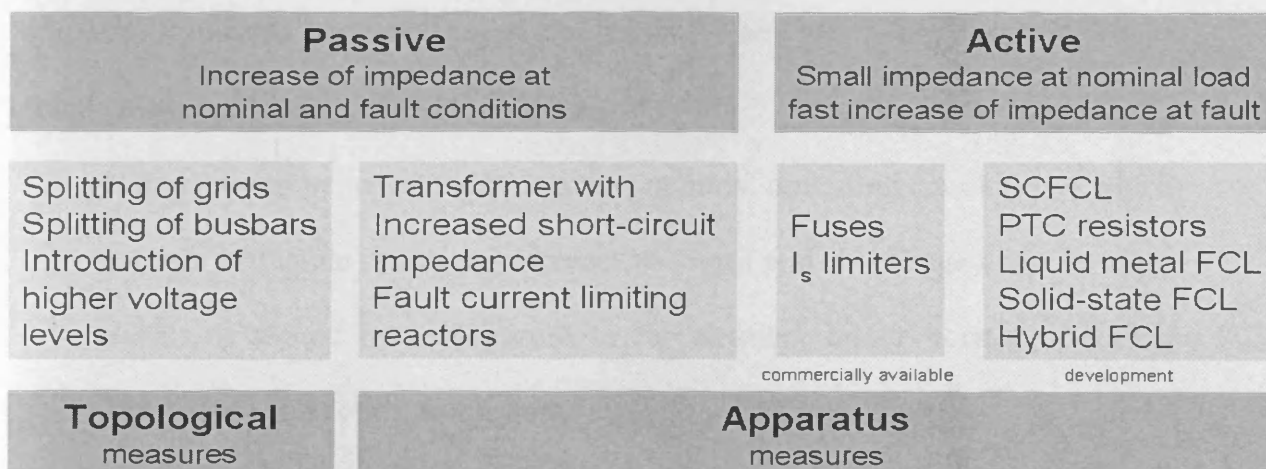 Passive
Increase of impedance at
nominal and fault conditions
Active
Small impedance at nominal load
fast increase of impedance at fault
Splitting of grids
Splitting of busbars
Introduction of
higher voltage
levels
Transformer with
Increased short-circuit
impedance
Fault current limiting
reactors
Fuses
Iₛ limiters
commercially available
SCFCL
PTC resistors
Liquid metal FCL
Solid-state FCL
Hybrid FCL
development
Topological
measures
Apparatus
measures